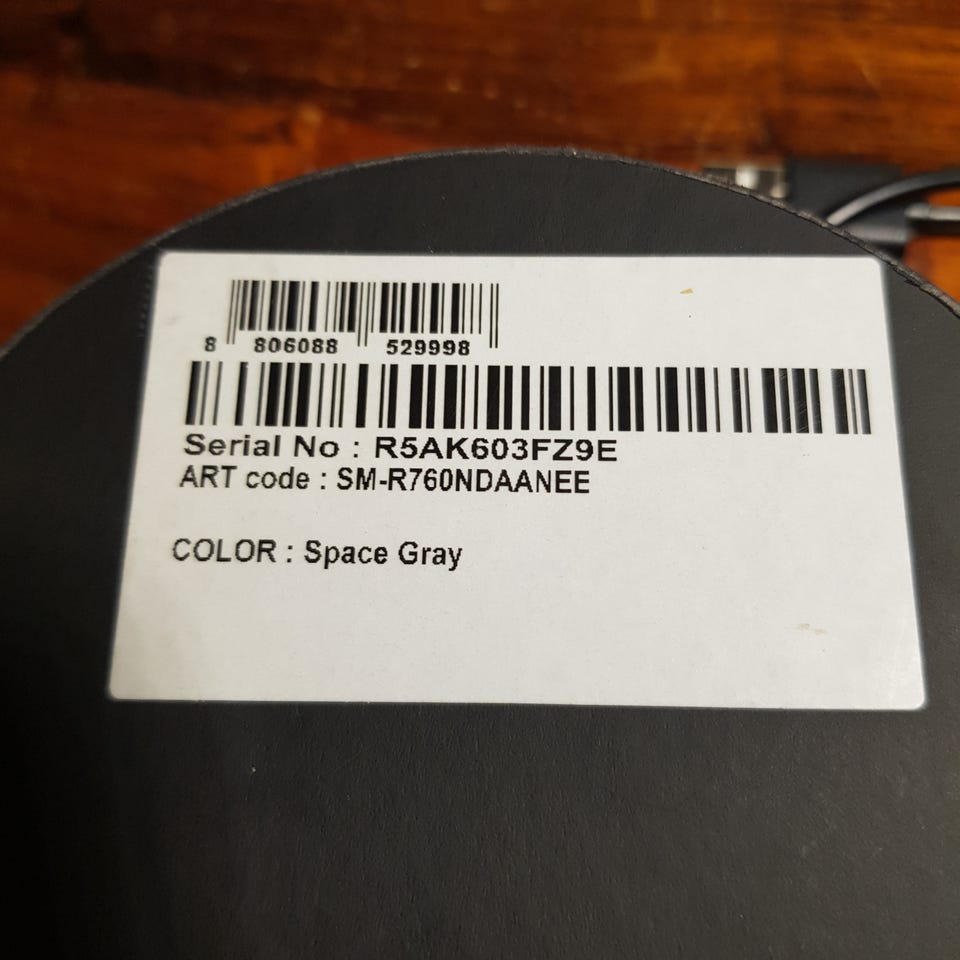 8 806088 529998
Serial No : R5AK603FZ9E
ART code : SM-R760NDAANEE
COLOR : Space Gray